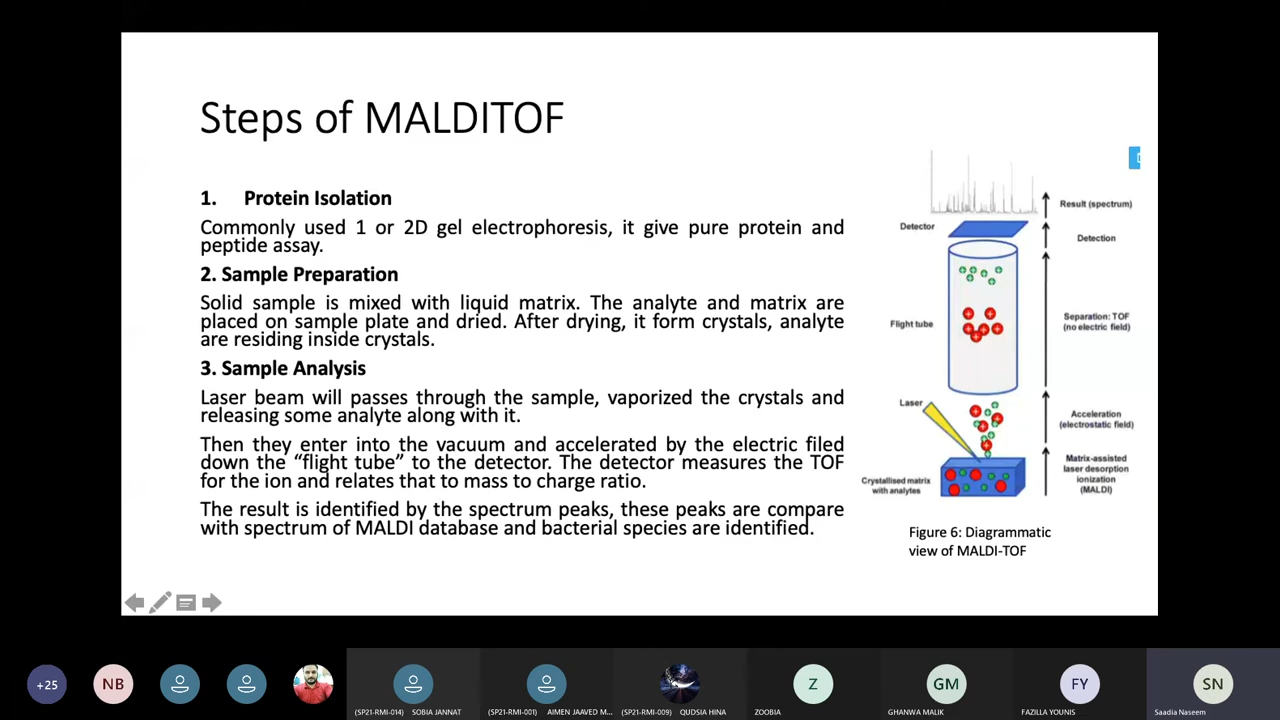 Steps of MALDITOF
1. Protein Isolation
Commonly used 1 or 2D gel electrophoresis, it give pure protein and
peptide assay.
2. Sample Preparation
Solid sample is mixed with liquid matrix. The analyte and matrix are
placed on sample plate and dried. After drying, it form crystals, analyte
are residing inside crystals.
3. Sample Analysis
Laser beam will passes through the sample, vaporized the crystals and
releasing some analyte along with it.
Then they enter into the vacuum and accelerated by the electric filed
down the “flight tube” to the detector. The detector measures the TOF
for the ion and relates that to mass to charge ratio.
The result is identified by the spectrum peaks, these peaks are compare
with spectrum of MALDI database and bacterial species are identified.
Result (spectrum)
Detector
Detection
Flight tube
Separation: TOF
(no electric field)
Laser
Acceleration
(electrostatic field)
Matrix-assisted
laser desorption
ionization
(MALDI)
Crystallised matrix
with analytes
Figure 6: Diagrammatic
view of MALDI-TOF
+25
NB
Z
GM
FY
SN
(SP21-RMI-014) SOBIA JANNAT
(SP21-RMI-001) AIMEN JAAVED M...
(SP21-RMI-009) QUDSIA HINA
ZOOBIA
GHANWA MALIK
FAZILLA YOUNIS
Saadia Naseem